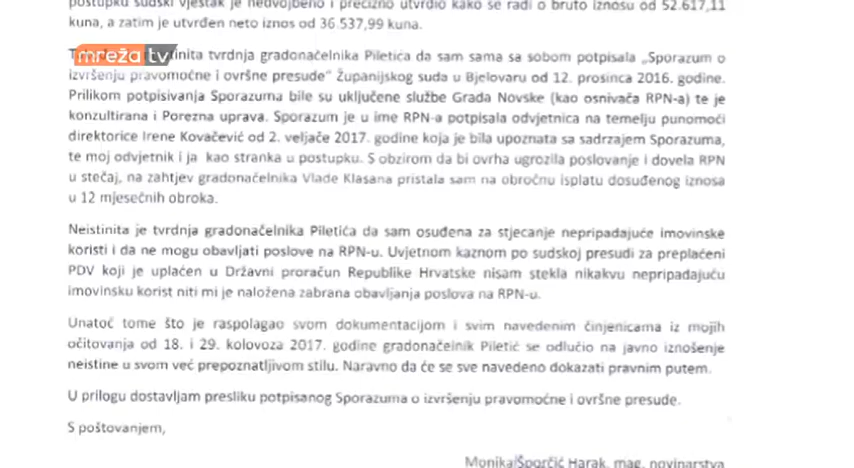 postupku sudski vještak je nedvojbeno i precizno utvrdio kako se radi o bruto iznosu od 52.617,11
kuna, a zatim je utvrđen neto iznos od 36.537,99 kuna.
mreža tv
neistinita tvrdnja gradonačelnika Piletića da sam sama sa sobom potpisala „Sporazum o
izvršenju pravomoćne i ovršne presude“ Županijskog suda u Bjelovaru od 12. prosinca 2016. godine.
Prilikom potpisivanja Sporazuma bile su uključene službe Grada Novske (kao osnivača RPN-a) te je
konzultirana i Porezna uprava. Sporazum je u ime RPN-a potpisala odvjetnica na temelju punomoći
direktorice Irene Kovačević od 2. veljače 2017. godine koja je bila upoznata sa sadrzajem Sporazuma,
te moj odvjetnik i ja kao stranka u postupku. S obzirom da bi ovrha ugrozila poslovanje i dovela RPN
u stečaj, na zahtjev gradonačelnika Vlade Klasana pristala sam na obročnu isplatu dosuđenog iznosa
u 12 mjesečnih obroka.
Neistinita je tvrdnja gradonačelnika Piletića da sam osuđena za stjecanje nepripadajuće imovinske
koristi i da ne mogu obavljati poslove na RPN-u. Uvjetnom kaznom po sudskoj presudi za preplaćeni
PDV koji je uplaćen u Državni proračun Republike Hrvatske nisam stekla nikakvu nepripadajuću
imovinsku korist niti mi je naložena zabrana obavljanja poslova na RPN-u.
Unatoč tome što je raspolagao svom dokumentacijom i svim navedenim činjenicama iz mojih
očitovanja od 18. i 29. kolovoza 2017. godine gradonačelnik Piletić se odlučio na javno iznošenje
neistine u svom već prepoznatljivom stilu. Naravno da će se sve navedeno dokazati pravnim putem.
U prilogu dostavljam presliku potpisanog Sporazuma o izvršenju pravomoćne i ovršne presude.
S poštovanjem,
Monika Šporčić Harak, mag. novinarstva